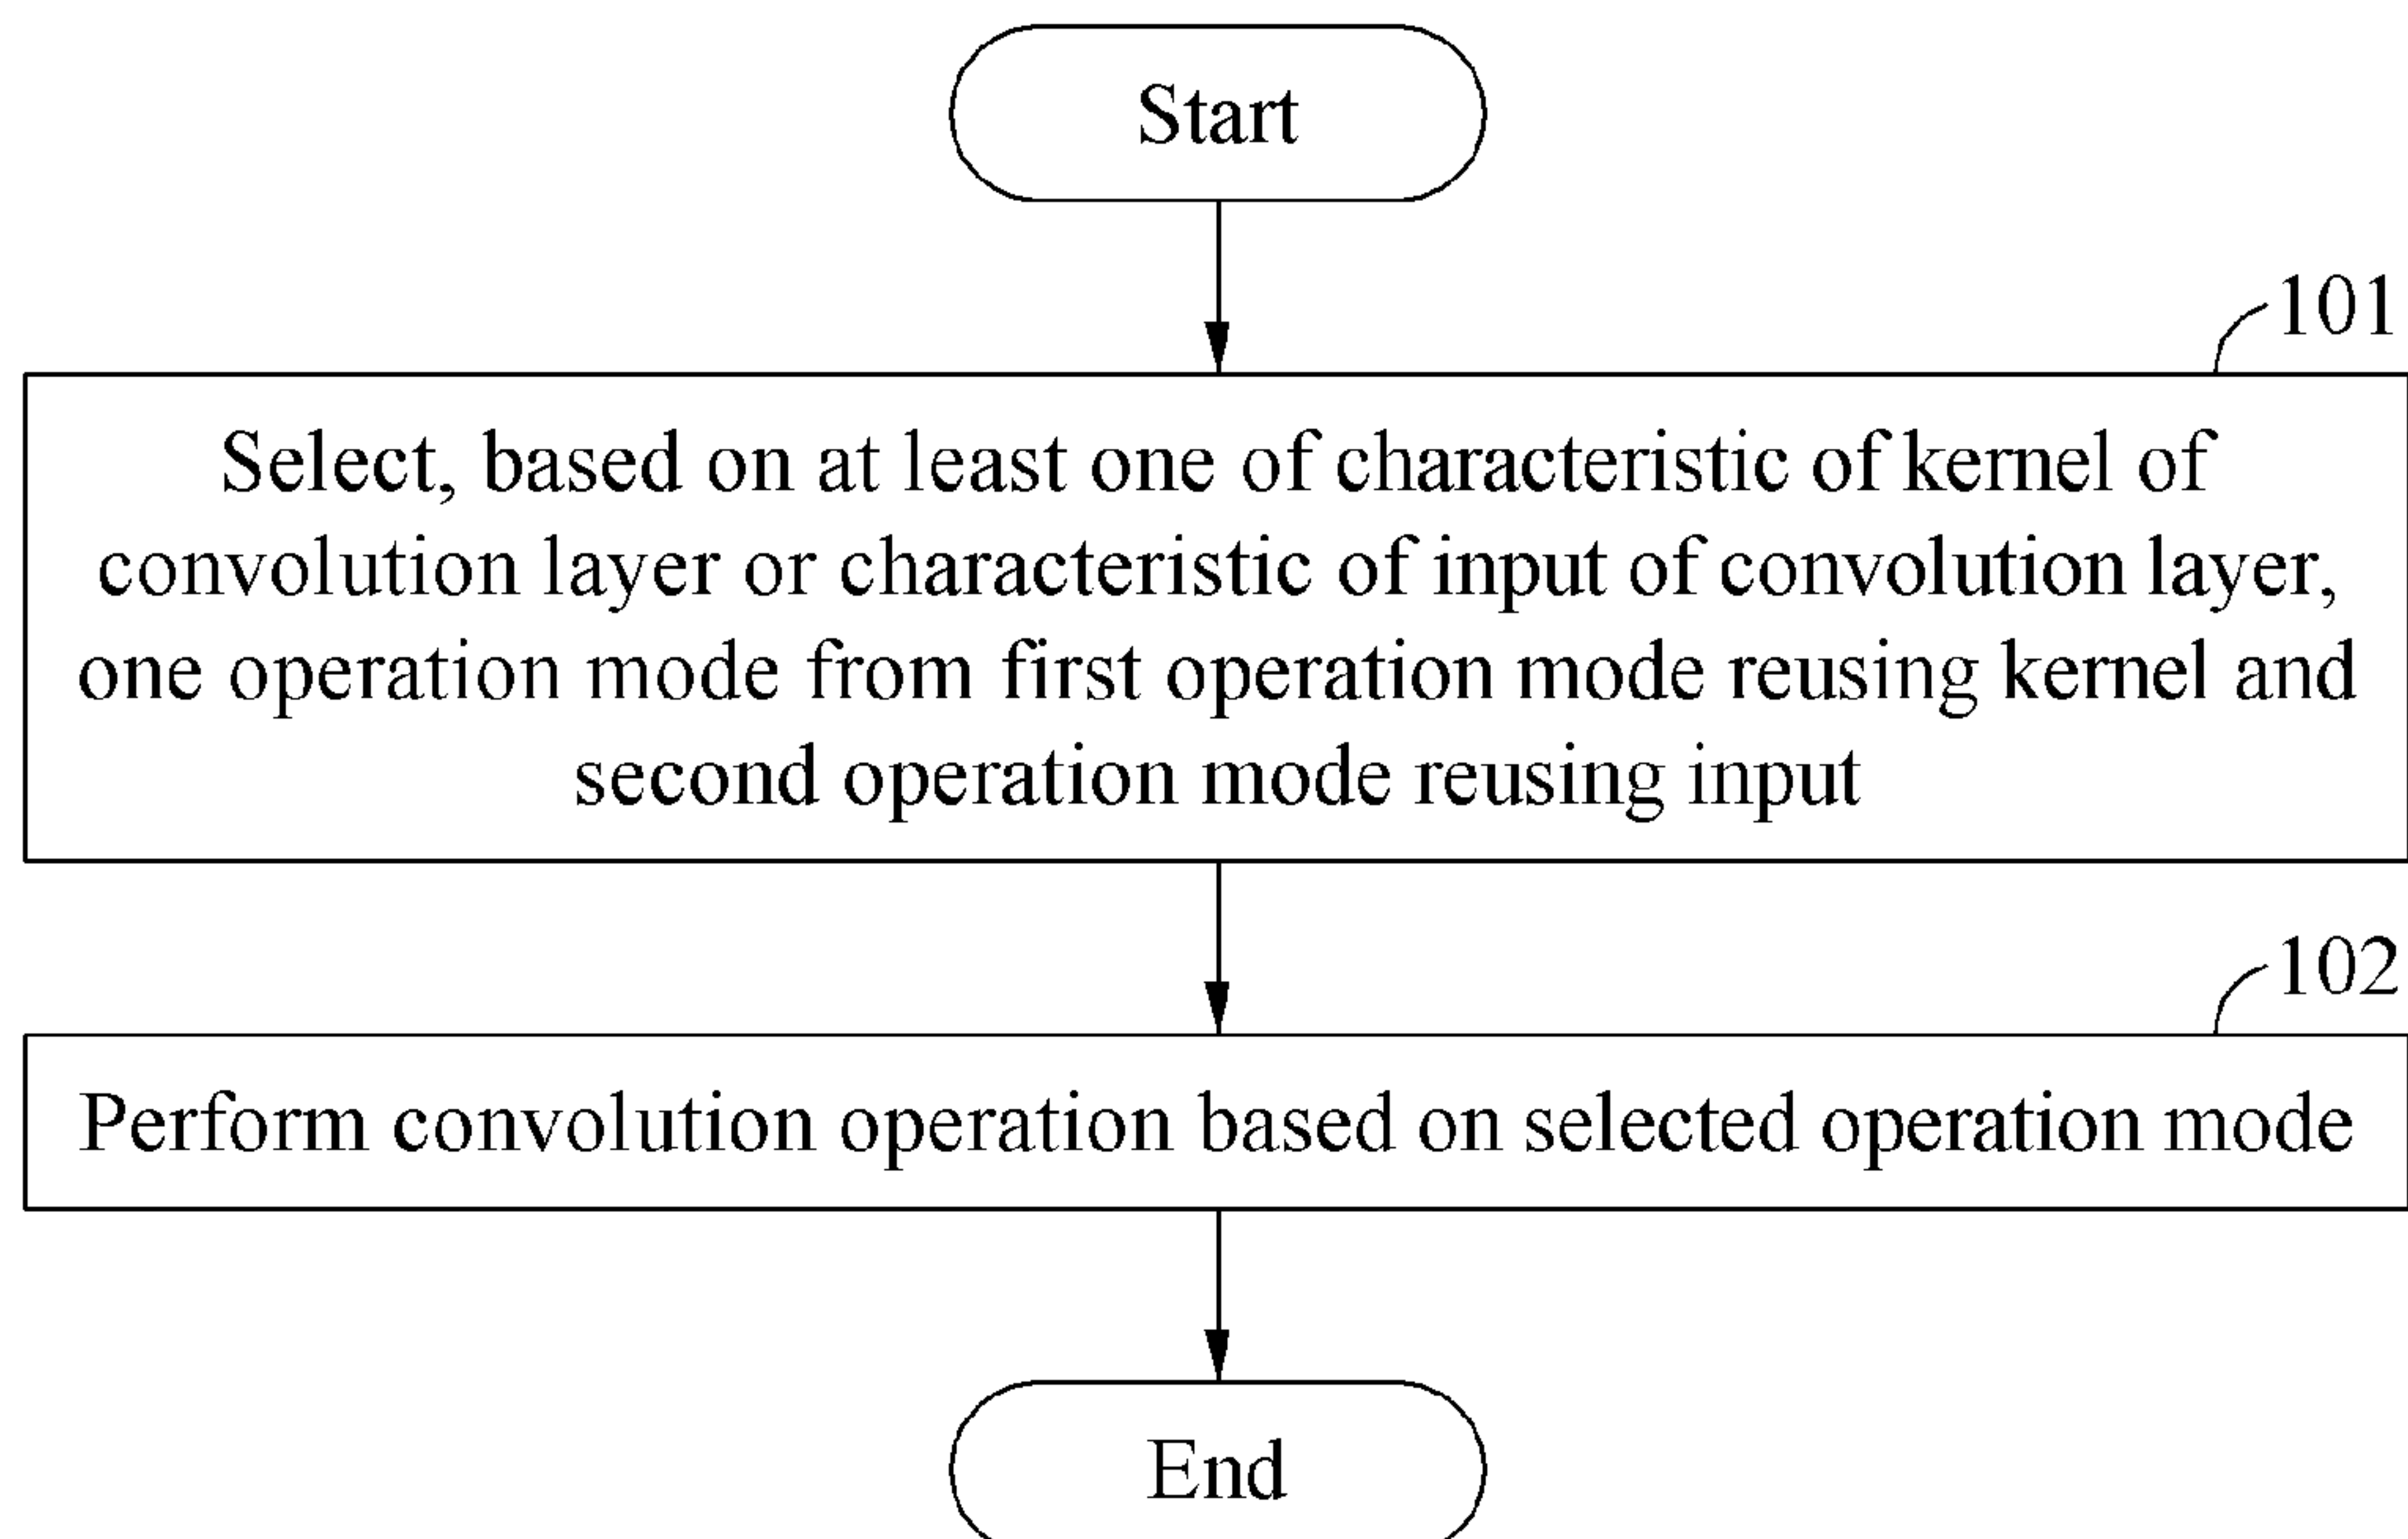 Start
101
Select, based on at least one of characteristic of kernel of
convolution layer or characteristic of input of convolution layer,
one operation mode from first operation mode reusing kernel and
second operation mode reusing input
102
Perform convolution operation based on selected operation mode
End